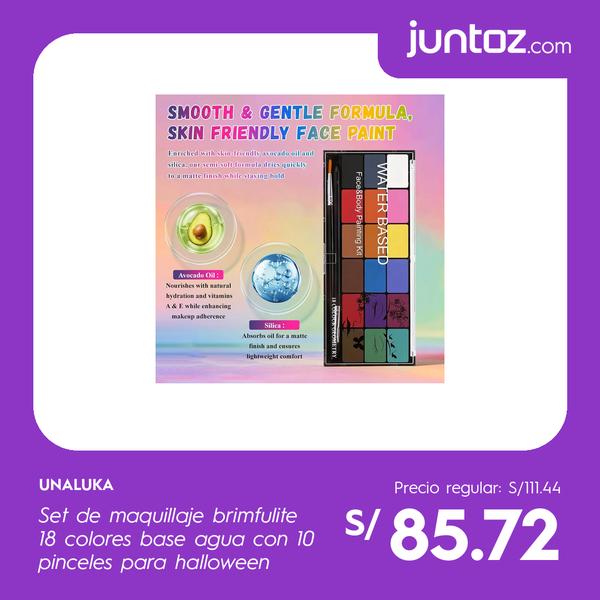 juntoz.com
SMOOTH & GENTLE FORMULA,
SKIN FRIENDLY FACE PAINT
Enriched with skin-friendly avocado oil and
silica, our semi-soft formula dries quickly
to a matte finish while staying bold
Avocado Oil :
Nourishes with natural
hydration and vitamins
A & E while enhancing
makeup adherence
Silica :
Absorbs oil for a matte
finish and ensures
lightweight comfort
WATER BASED
Face&Body Painting Kit
UNALUKA
Set de maquillaje brimfulite
18 colores base agua con 10
pinceles para halloween
Precio regular: S/111.44
S/ 85.72